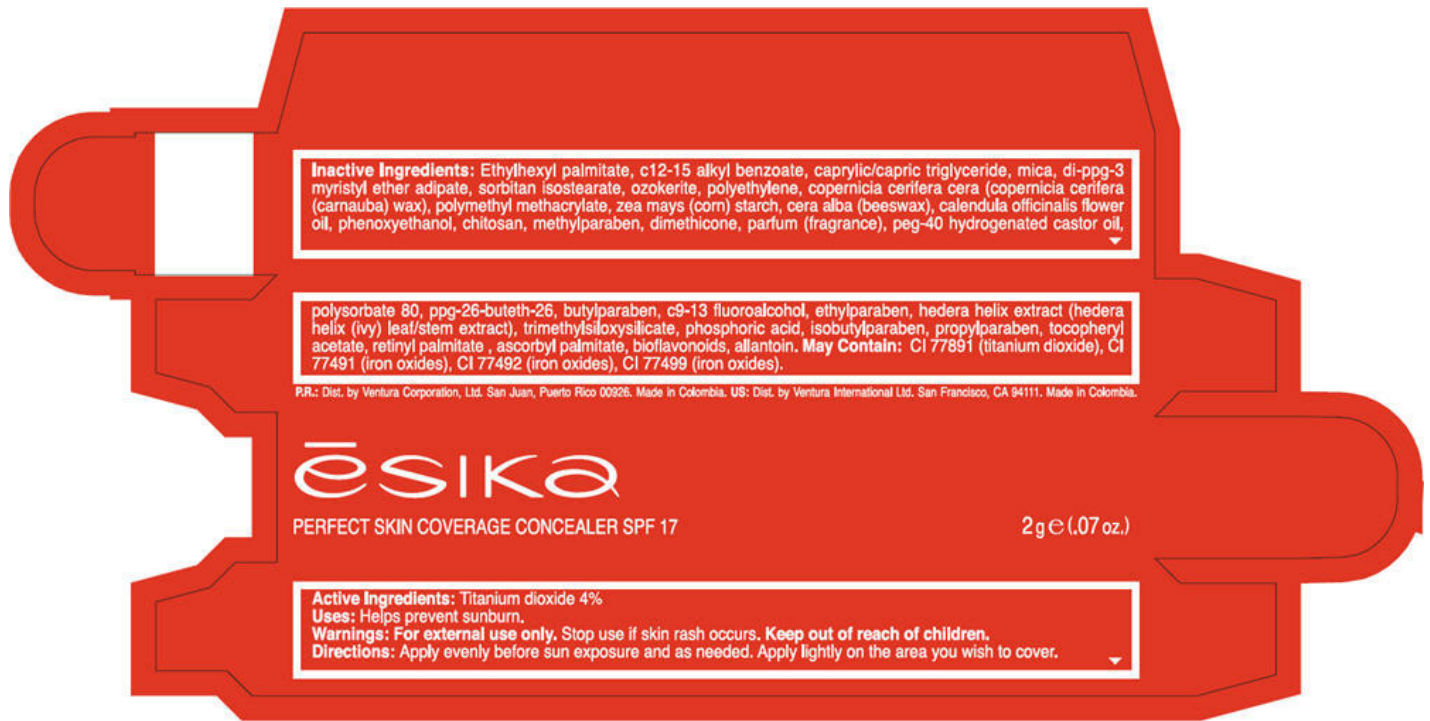 Inactive Ingredients: Ethylhexyl palmitate, c12-15 alkyl benzoate, caprylic/capric triglyceride, mica, di-ppg-3
myristyl ether adipate, sorbitan isostearate, ozokerite, polyethylene, copernicia cerifera cera (copernicia cerifera
(carnauba) wax), polymethyl methacrylate, zea mays (corn) starch, cera alba (beeswax), calendula officinalis flower
oil, phenoxyethanol, chitosan, methylparaben, dimethicone, parfum (fragrance), peg-40 hydrogenated castor oil,
polysorbate 80, ppg-26-buteth-26, butylparaben, c9-13 fluoroalcohol, ethylparaben, hedera helix extract (hedera
helix (ivy) leaf/stem extract), trimethylsiloxysilicate, phosphoric acid, isobutylparaben, propylparaben, tocopheryl
acetate, retinyl palmitate , ascorbyl palmitate, bioflavonoids, allantoin. May Contain: CI 77891 (titanium dioxide), CI
77491 (iron oxides), CI 77492 (iron oxides), CI 77499 (iron oxides).
P.R.: Dist. by Ventura Corporation, Ltd. San Juan, Puerto Rico 00926. Made in Colombia. US: Dist. by Ventura International Ltd. San Francisco, CA 94111. Made in Colombia.
ēsika
PERFECT SKIN COVERAGE CONCEALER SPF 17 2 g ℮ (.07 oz.)
Active Ingredients: Titanium dioxide 4%
Uses: Helps prevent sunburn.
Warnings: For external use only. Stop use if skin rash occurs. Keep out of reach of children.
Directions: Apply evenly before sun exposure and as needed. Apply lightly on the area you wish to cover.